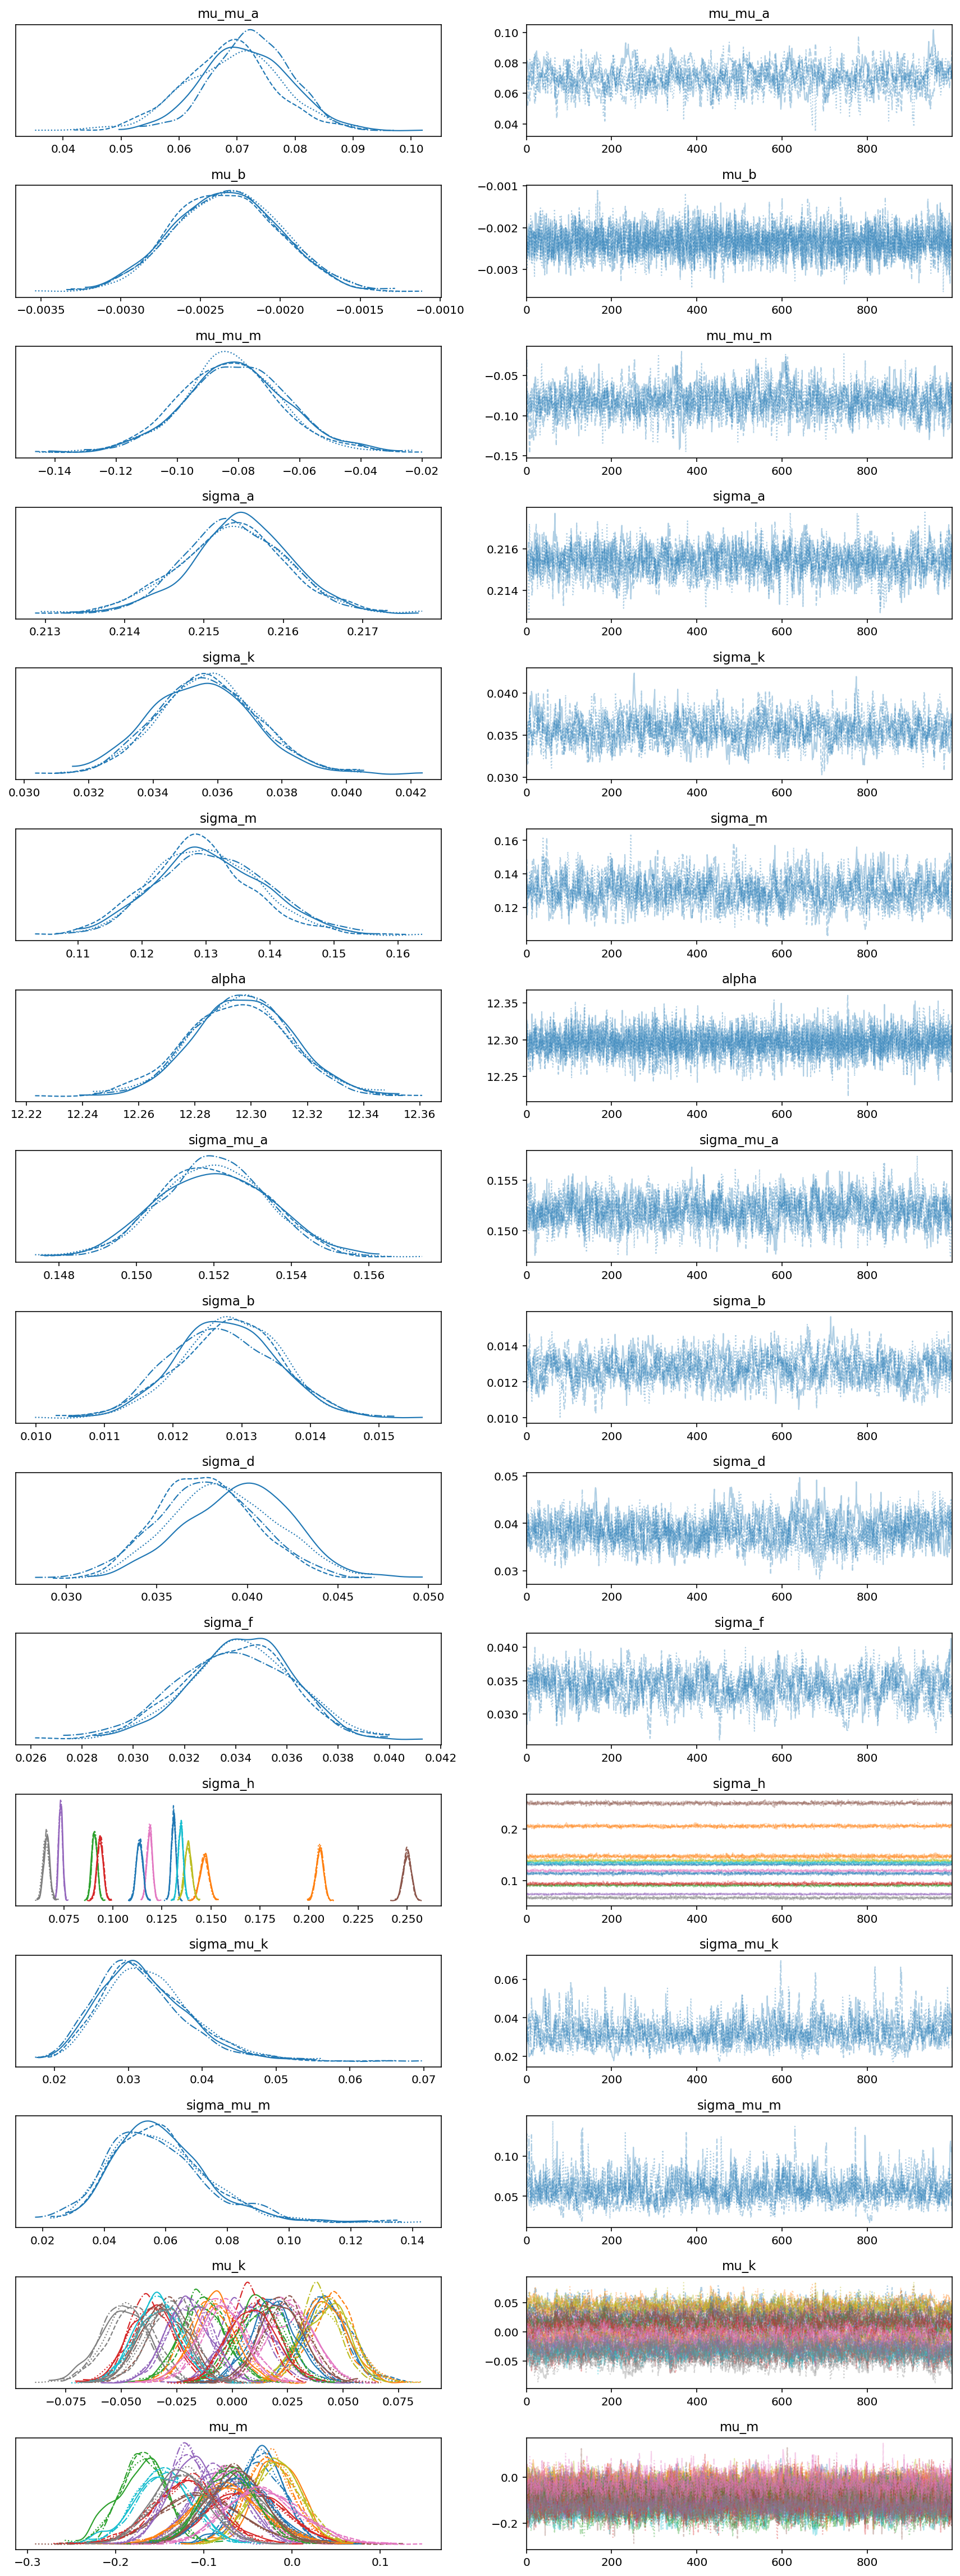 mu_mu_a mu_mu_a
0.10
0.08
0.06
0.04
0.04 0.05 0.06 0.07 0.08 0.09 0.10 0 200 400 600 800
mu_b mu_b
−0.001
−0.002
−0.003
−0.0035 −0.0030 −0.0025 −0.0020 −0.0015 −0.0010 0 200 400 600 800
mu_mu_m mu_mu_m
−0.05
−0.10
−0.15
−0.14 −0.12 −0.10 −0.08 −0.06 −0.04 −0.02 0 200 400 600 800
sigma_a sigma_a
0.216
0.214
0.213 0.214 0.215 0.216 0.217 0 200 400 600 800
sigma_k sigma_k
0.040
0.035
0.030
0.030 0.032 0.034 0.036 0.038 0.040 0.042 0 200 400 600 800
sigma_m sigma_m
0.16
0.14
0.12
0.11 0.12 0.13 0.14 0.15 0.16 0 200 400 600 800
alpha alpha
12.35
12.30
12.25
12.22 12.24 12.26 12.28 12.30 12.32 12.34 12.36 0 200 400 600 800
sigma_mu_a sigma_mu_a
0.155
0.150
0.148 0.150 0.152 0.154 0.156 0 200 400 600 800
sigma_b sigma_b
0.014
0.012
0.010
0.010 0.011 0.012 0.013 0.014 0.015 0 200 400 600 800
sigma_d sigma_d
0.05
0.04
0.03
0.030 0.035 0.040 0.045 0.050 0 200 400 600 800
sigma_f sigma_f
0.040
0.035
0.030
0.026 0.028 0.030 0.032 0.034 0.036 0.038 0.040 0.042 0 200 400 600 800
sigma_h sigma_h
0.2
0.1
0.075 0.100 0.125 0.150 0.175 0.200 0.225 0.250 0 200 400 600 800
sigma_mu_k sigma_mu_k
0.06
0.04
0.02
0.02 0.03 0.04 0.05 0.06 0.07 0 200 400 600 800
sigma_mu_m sigma_mu_m
0.10
0.05
0.02 0.04 0.06 0.08 0.10 0.12 0.14 0 200 400 600 800
mu_k mu_k
0.05
0.00
−0.05
−0.075 −0.050 −0.025 0.000 0.025 0.050 0.075 0 200 400 600 800
mu_m mu_m
0.0
−0.2
−0.3 −0.2 −0.1 0.0 0.1 0 200 400 600 800